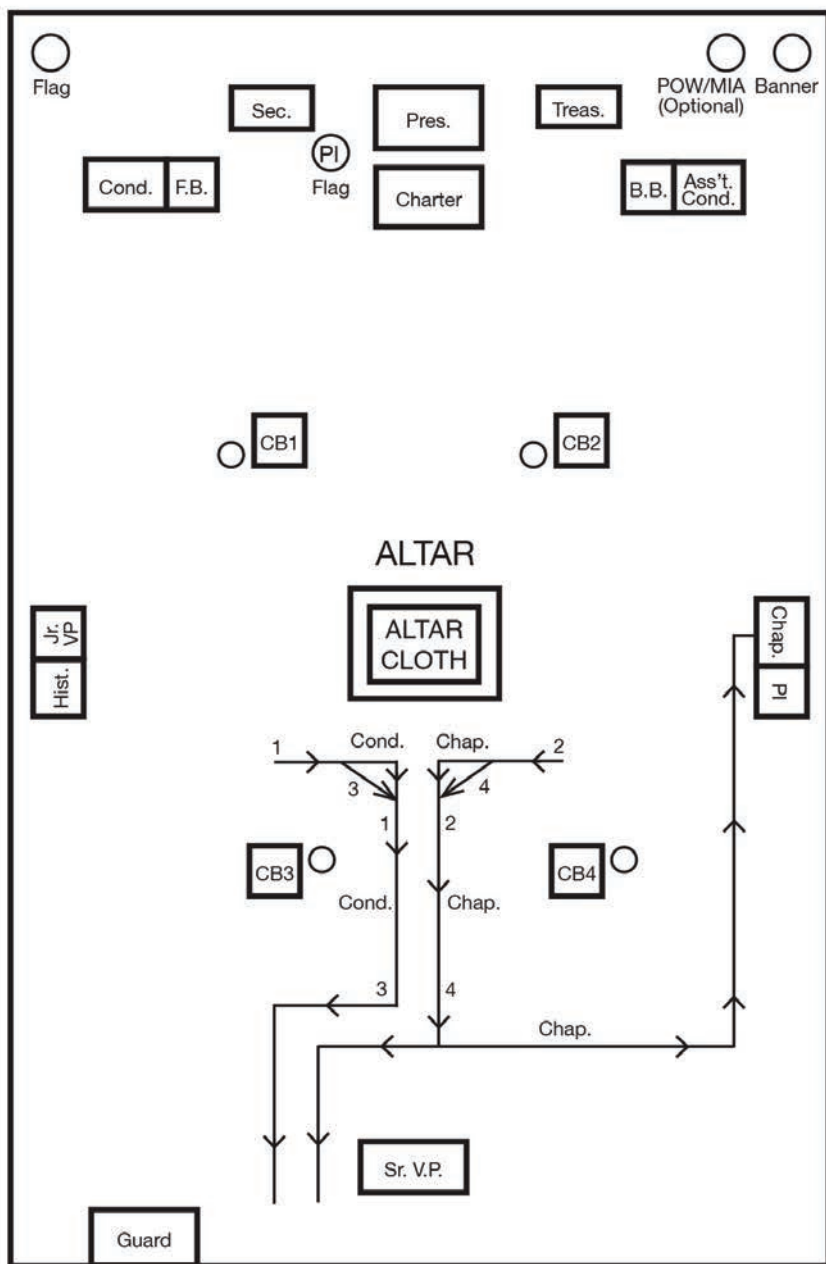 Flag
POW/MIA
(Optional)
Banner
Sec.
Pres.
Treas.
PI
Flag
Cond.
F.B.
Charter
B.B.
Ass't.
Cond.
CB1
CB2
ALTAR
ALTAR
CLOTH
Jr.
VP
Hist.
Chap.
PI
1
Cond.
Chap.
2
3
4
1
2
CB3
CB4
Cond.
Chap.
3
4
Chap.
Sr. V.P.
Guard